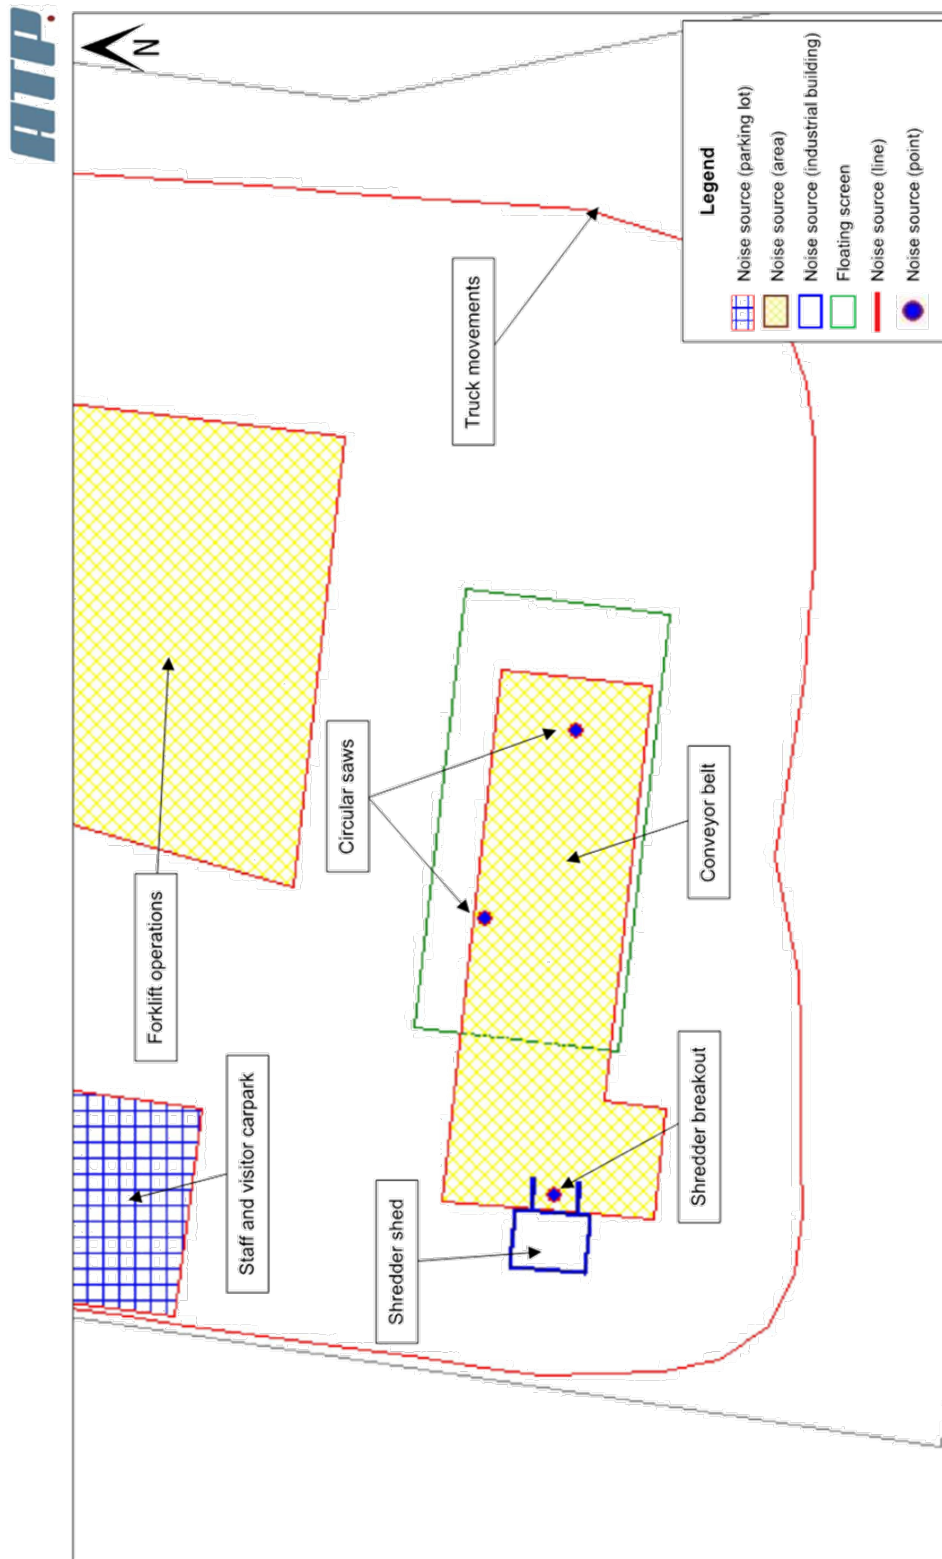 ATP.
N
Forklift operations
Staff and visitor carpark
Circular saws
Truck movements
Shredder shed
Conveyor belt
Shredder breakout
Legend
Noise source (parking lot)
Noise source (area)
Noise source (industrial building)
Floating screen
Noise source (line)
Noise source (point)